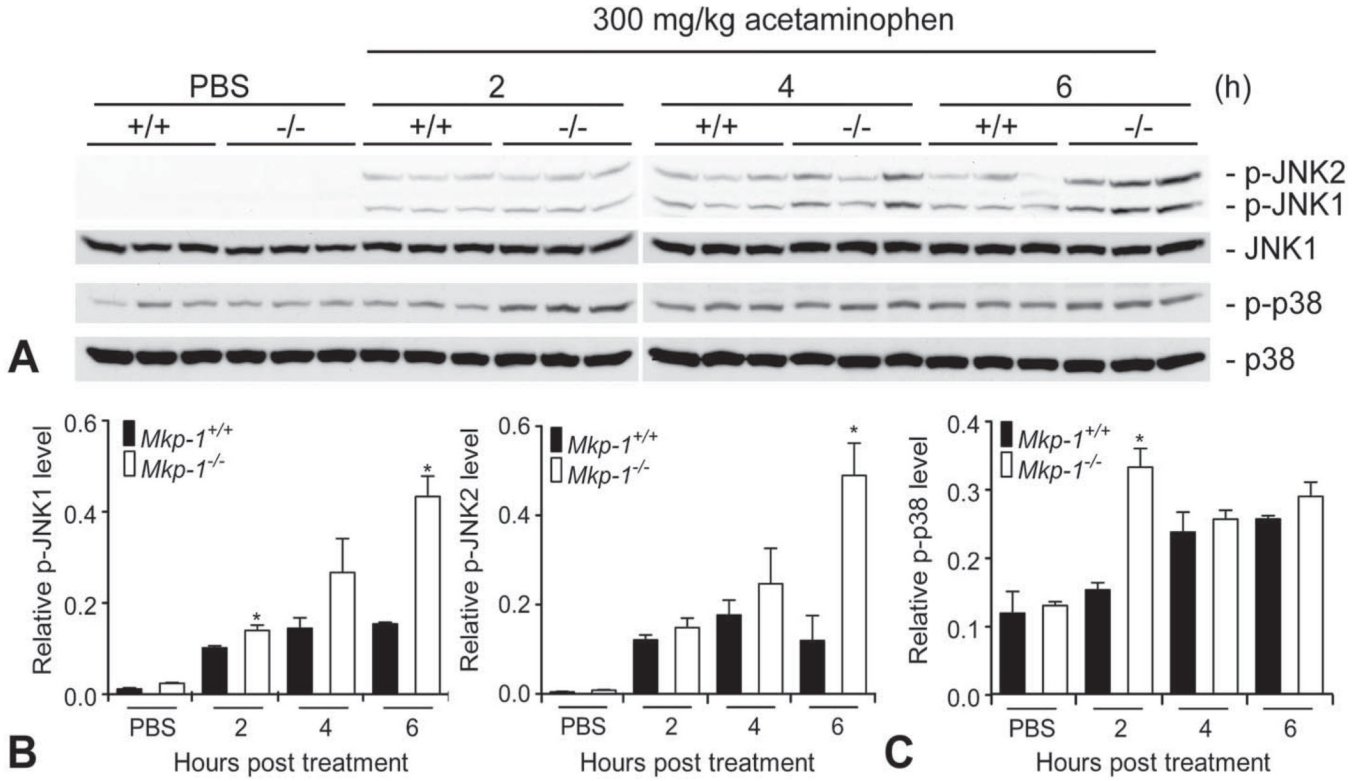 300 mg/kg acetaminophen
PBS 2 4 6 (h)
+/+ -/- +/+ -/- +/+ -/- +/+ -/-
- p-JNK2
- p-JNK1
- JNK1
- p-p38
- p38
A
Relative p-JNK1 level
0.6
0.4
0.2
0.0
Mkp-1+/+
Mkp-1-/-
*
*
PBS 2 4 6
Hours post treatment
B
Relative p-JNK2 level
0.6
0.4
0.2
0.0
Mkp-1+/+
Mkp-1-/-
*
PBS 2 4 6
Hours post treatment
Relative p-p38 level
0.4
0.3
0.2
0.1
0.0
Mkp-1+/+
Mkp-1-/-
*
PBS 2 4 6
Hours post treatment
C